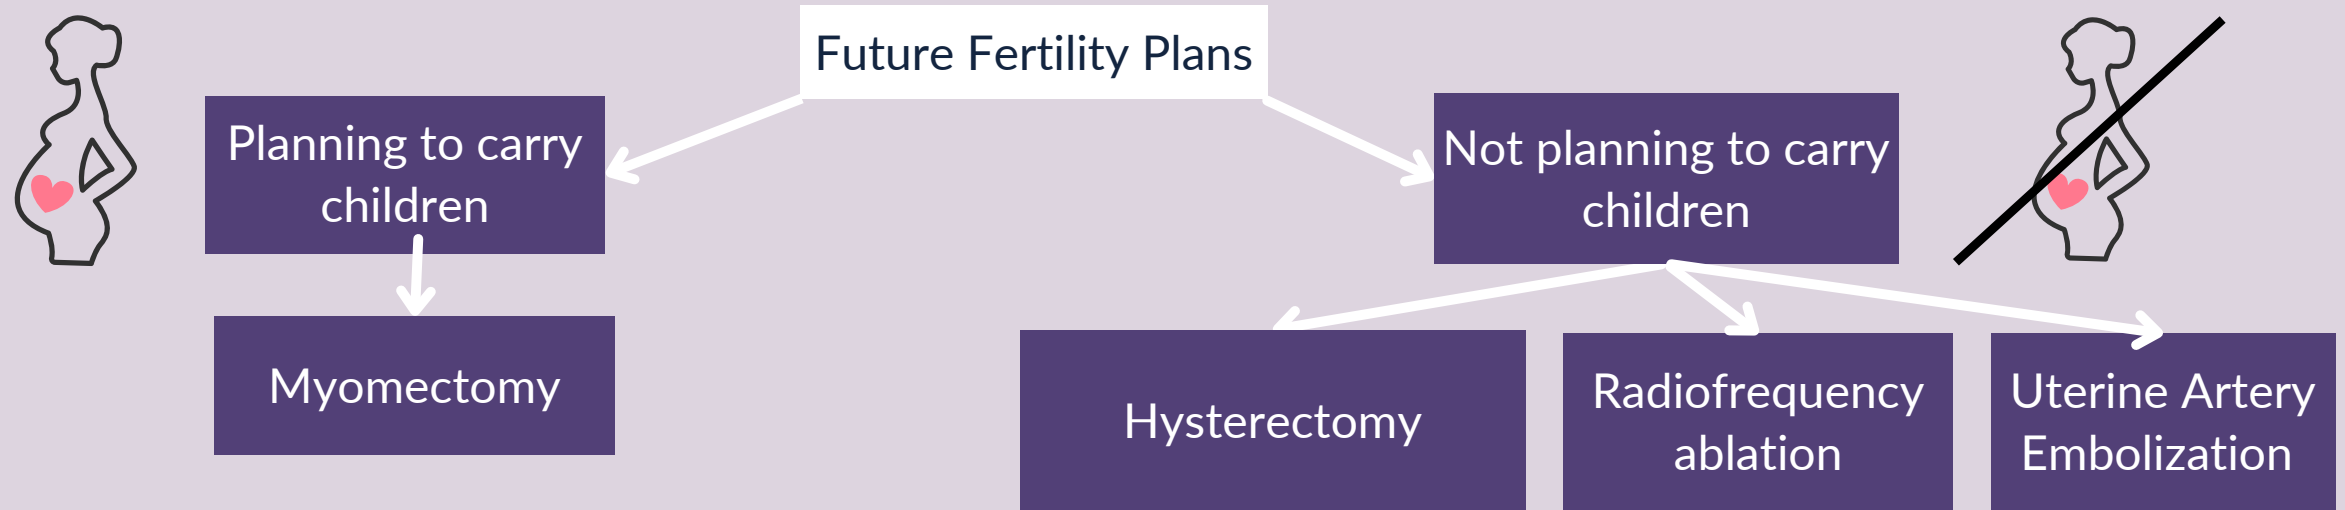 Future Fertility Plans
Planning to carry
children
Not planning to carry
children
Myomectomy
Hysterectomy
Radiofrequency
ablation
Uterine Artery
Embolization